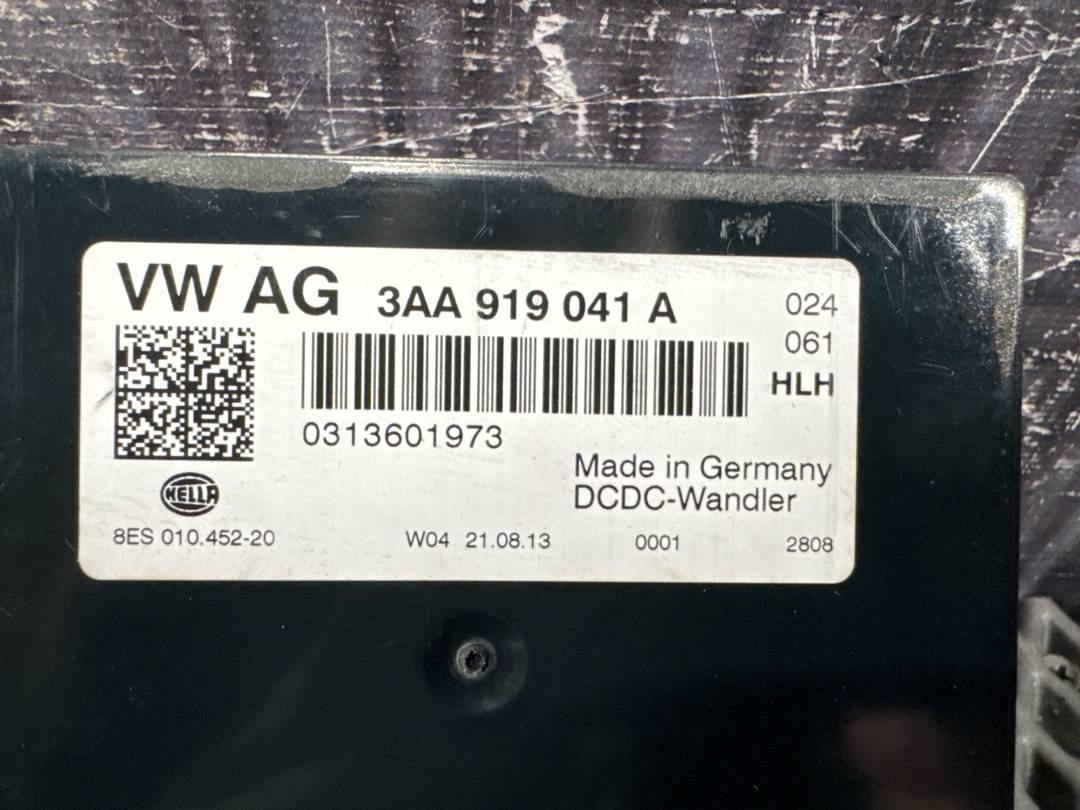 VW AG 3AA 919 041 A 024
061
HLH
0313601973
Made in Germany
DCDC-Wandler
HELLA
8ES 010.452-20 W04 21.08.13 0001 2808